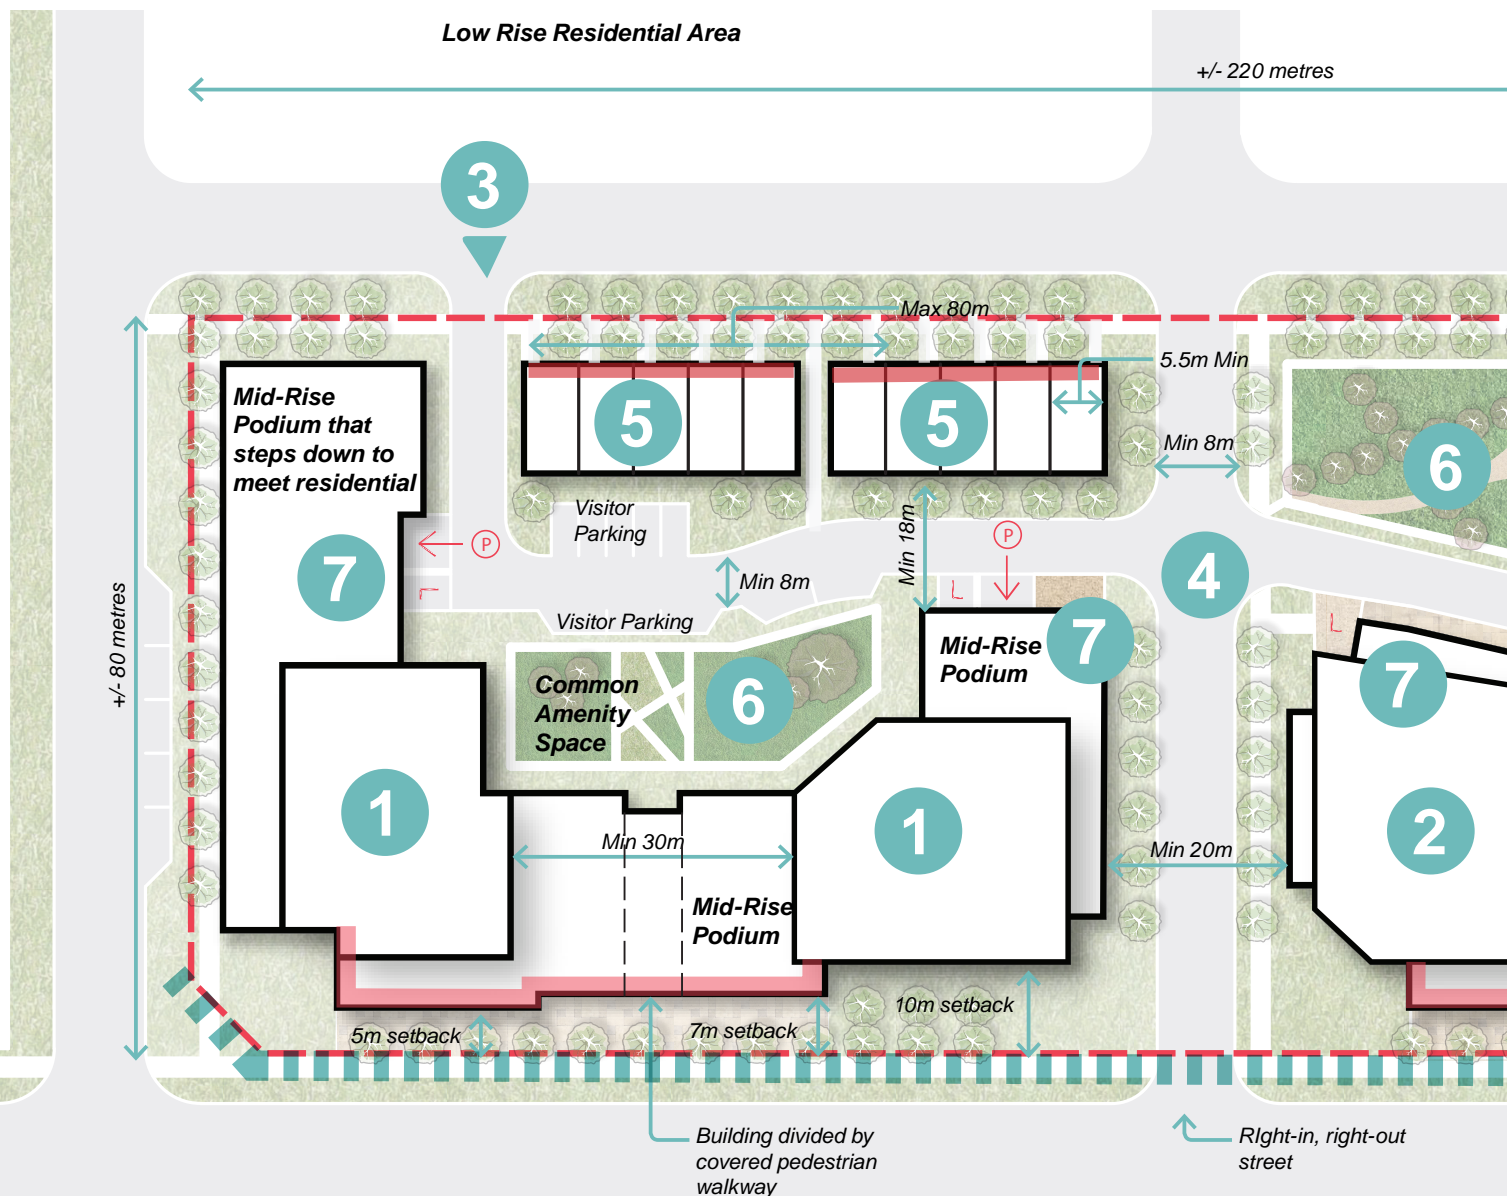 Low Rise Residential Area
+/- 220 metres
3
Max 80m
5.5m Min
Mid-Rise
Podium that
steps down to
meet residential
5
5
Min 8m
6
Visitor
Parking
P
Min 18m
P
7
Min 8m
4
Visitor Parking
7
Mid-Rise
Podium
7
+/- 80 metres
Common
Amenity
Space
6
1
1
2
Min 30m
Min 20m
Mid-Rise
Podium
5m setback
7m setback
10m setback
Building divided by
covered pedestrian
walkway
RIght-in, right-out
street